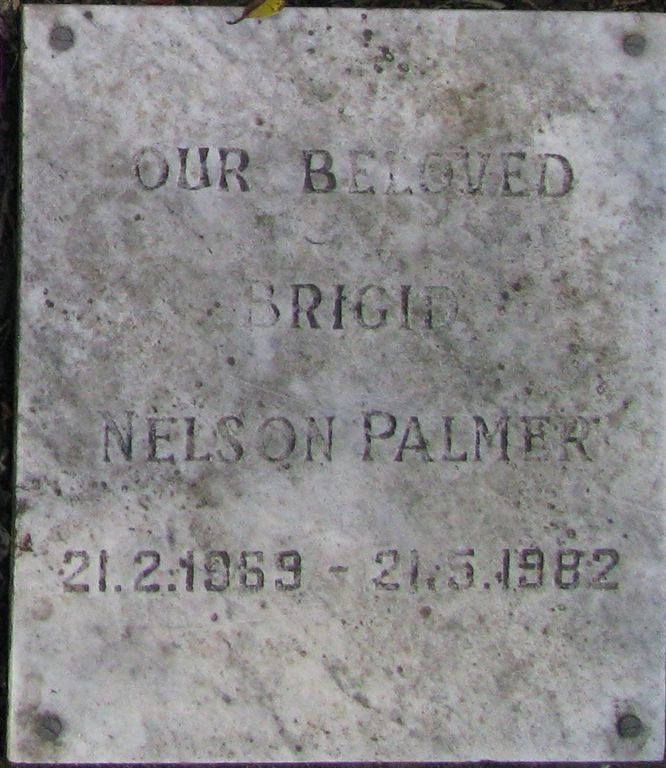 OUR BELOVED
BRIGID
NELSON PALMER
21.2.1969 - 21.5.1982